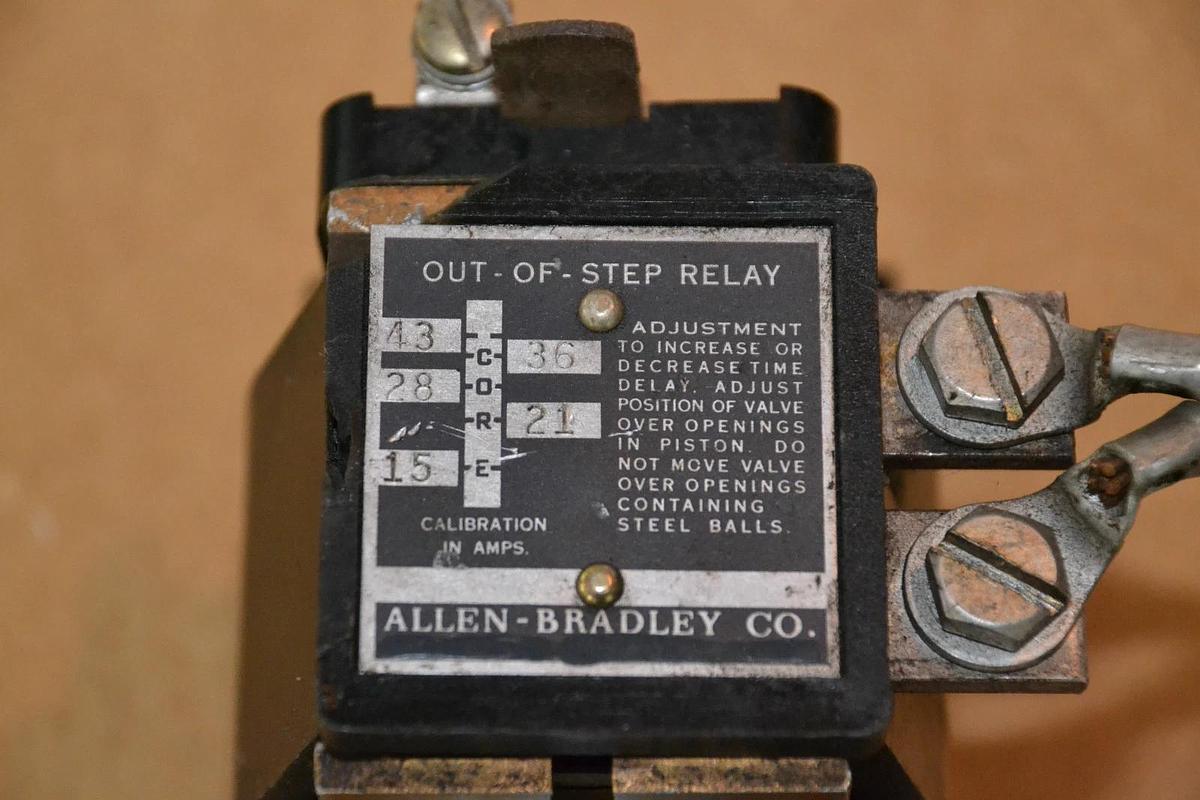 OUT-OF-STEP RELAY
43
36
28
21
15
CORE
CALIBRATION
IN AMPS.
ADJUSTMENT
TO INCREASE OR
DECREASE TIME
DELAY, ADJUST
POSITION OF VALVE
OVER OPENINGS
IN PISTON. DO
NOT MOVE VALVE
OVER OPENINGS
CONTAINING
STEEL BALLS.
ALLEN-BRADLEY CO.